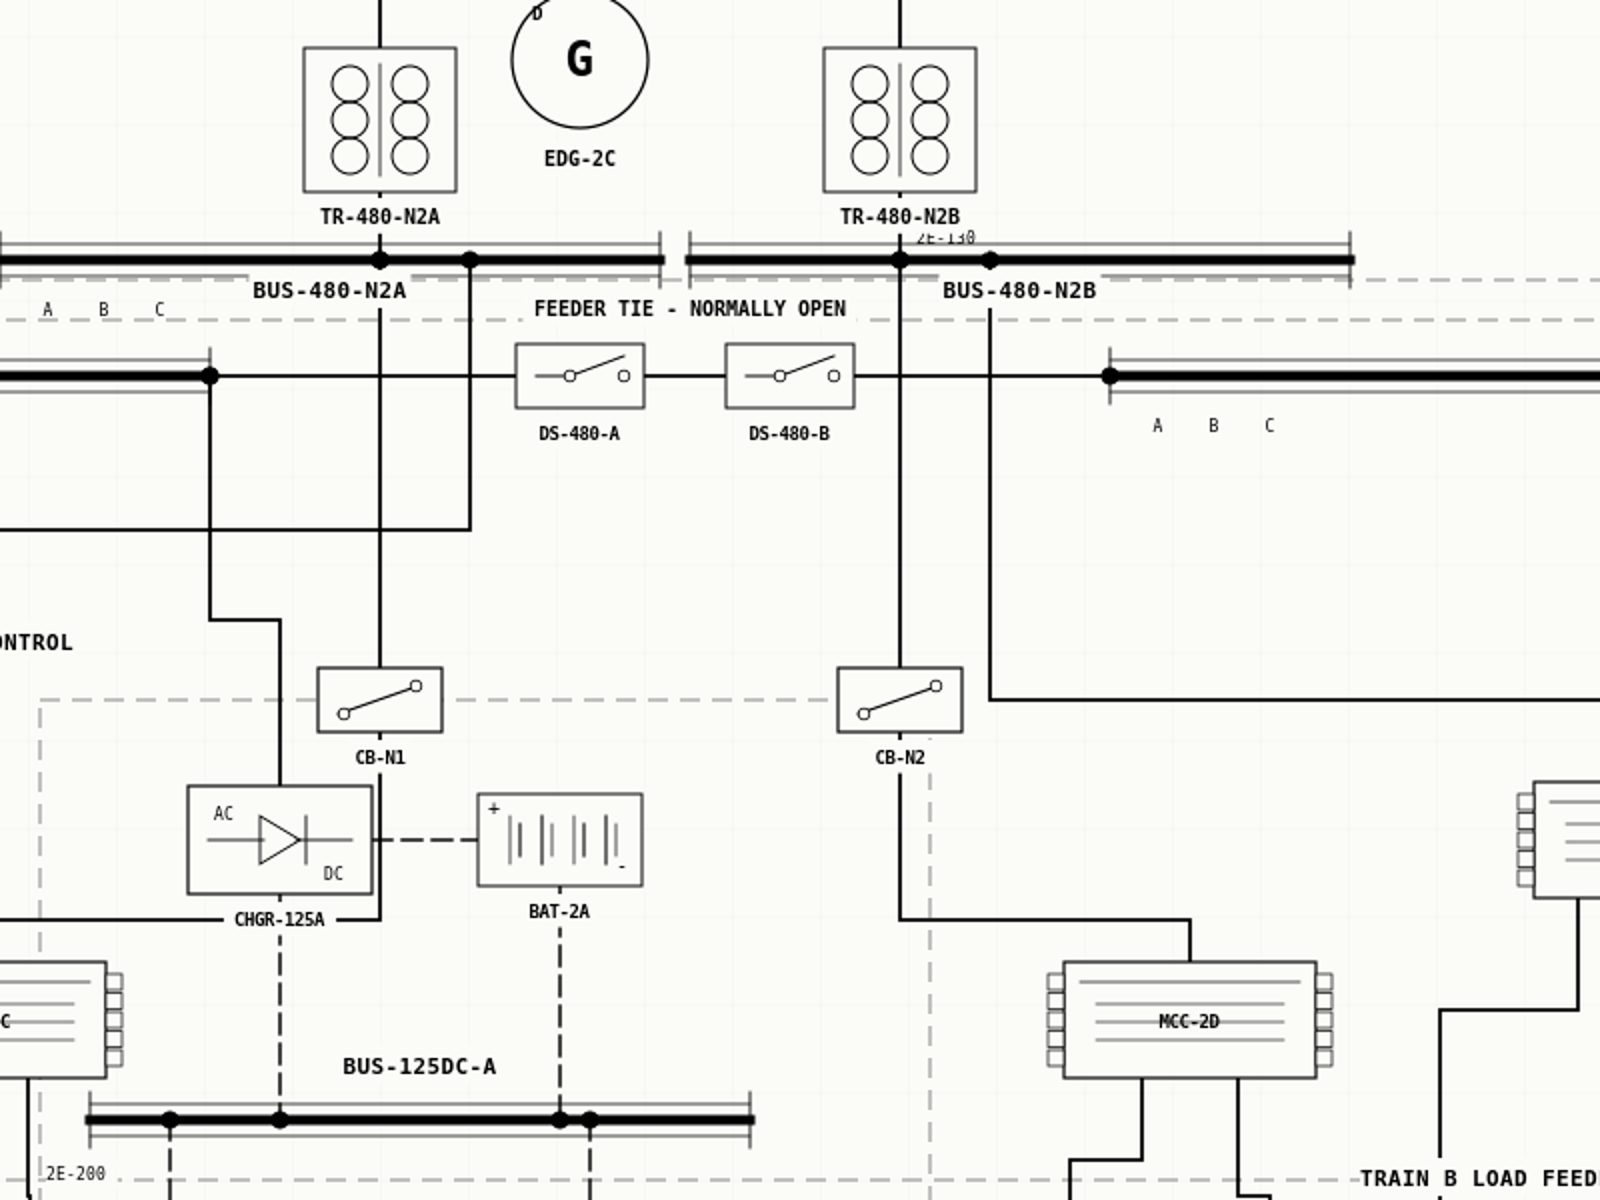 D
G
EDG-2C
TR-480-N2A
TR-480-N2B
2E-130
BUS-480-N2A
BUS-480-N2B
A B C
FEEDER TIE - NORMALLY OPEN
DS-480-A
DS-480-B
A B C
ONTROL
CB-N1
CB-N2
AC
DC
+
-
CHGR-125A
BAT-2A
C
MCC-2D
BUS-125DC-A
2E-200
TRAIN B LOAD FEED